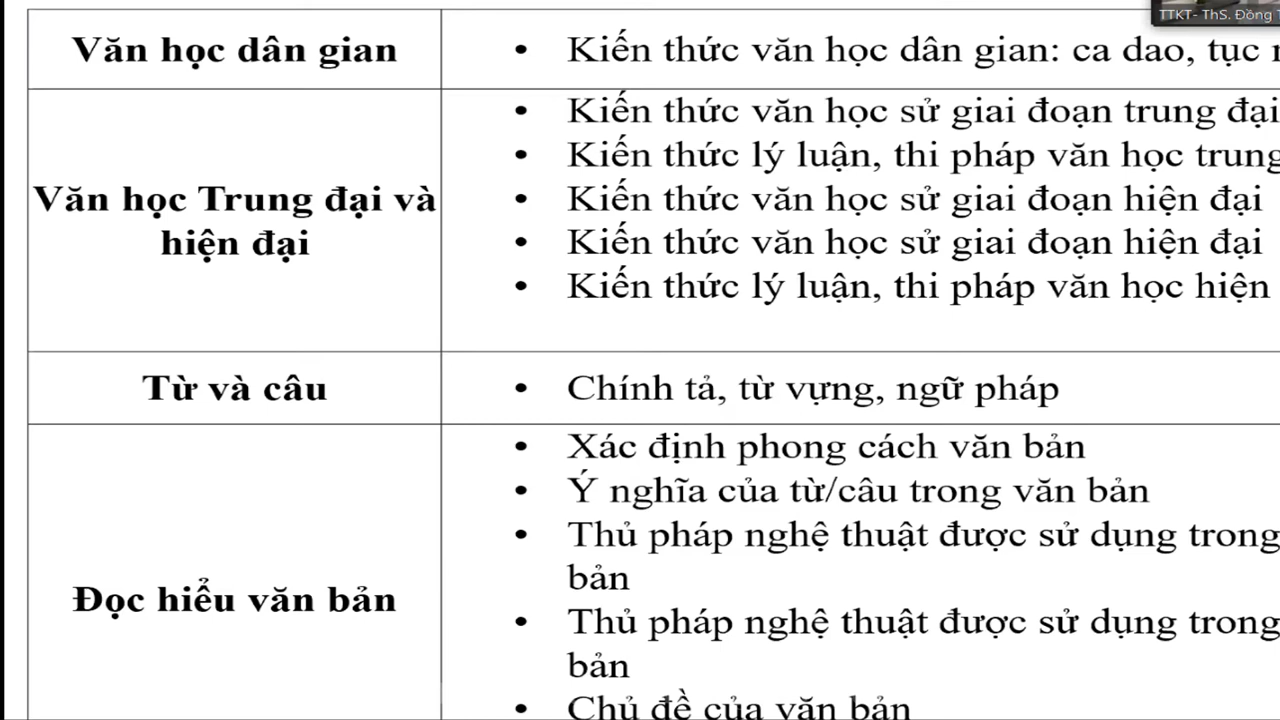 TTKT- ThS. Đồng
Văn học dân gian
• Kiến thức văn học dân gian: ca dao, tục
Văn học Trung đại và
hiện đại
• Kiến thức văn học sử giai đoạn trung đại
• Kiến thức lý luận, thi pháp văn học trung
• Kiến thức văn học sử giai đoạn hiện đại
• Kiến thức văn học sử giai đoạn hiện đại
• Kiến thức lý luận, thi pháp văn học hiện
Từ và câu
• Chính tả, từ vựng, ngữ pháp
Đọc hiểu văn bản
• Xác định phong cách văn bản
• Ý nghĩa của từ/câu trong văn bản
• Thủ pháp nghệ thuật được sử dụng trong
bản
• Thủ pháp nghệ thuật được sử dụng trong
bản
• Chủ đề của văn bản